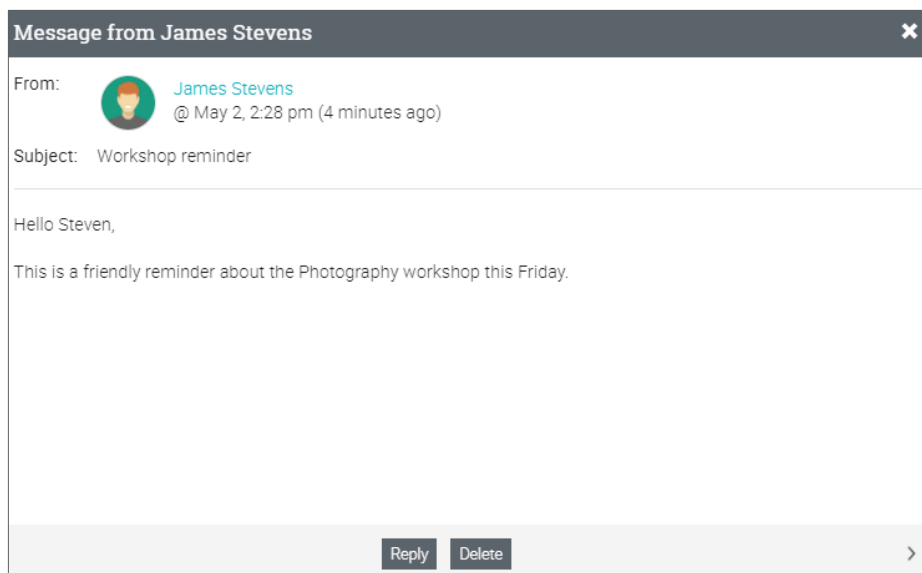 Message from James Stevens
From:
James Stevens
@ May 2, 2:28 pm (4 minutes ago)
Subject: Workshop reminder
Hello Steven,
This is a friendly reminder about the Photography workshop this Friday.
Reply Delete